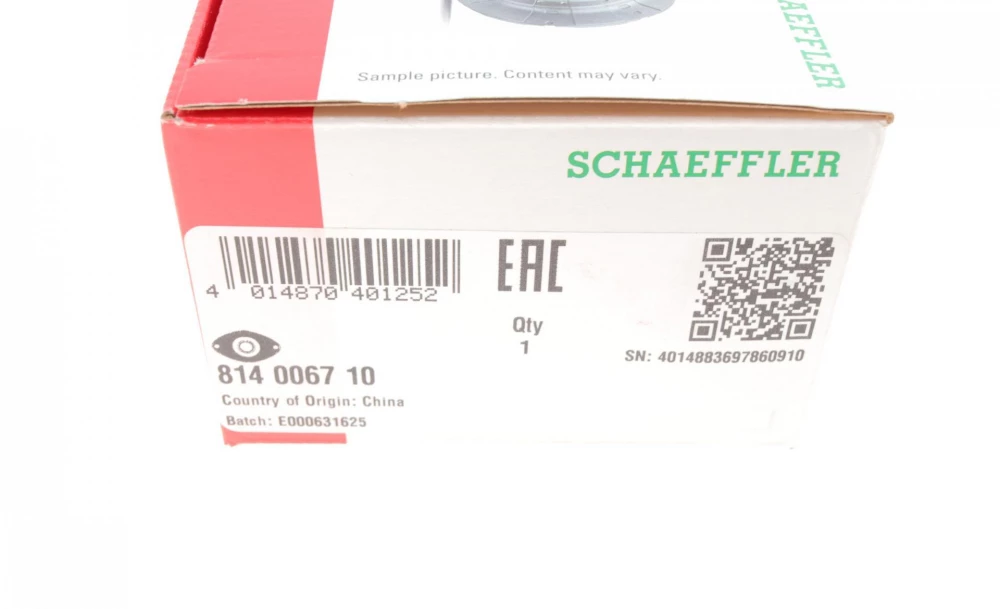 SCHAEFFLER
Sample picture. Content may vary.
SCHAEFFLER
4 014870 401252
EAC
Qty
1
SN: 4014883697860910
814 0067 10
Country of Origin: China
Batch: E000631625